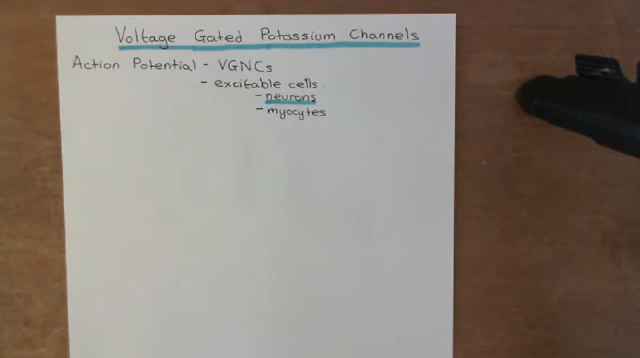 Voltage Gated Potassium Channels
Action Potential - VGNCs
- excitable cells.
- neurons
- myocytes